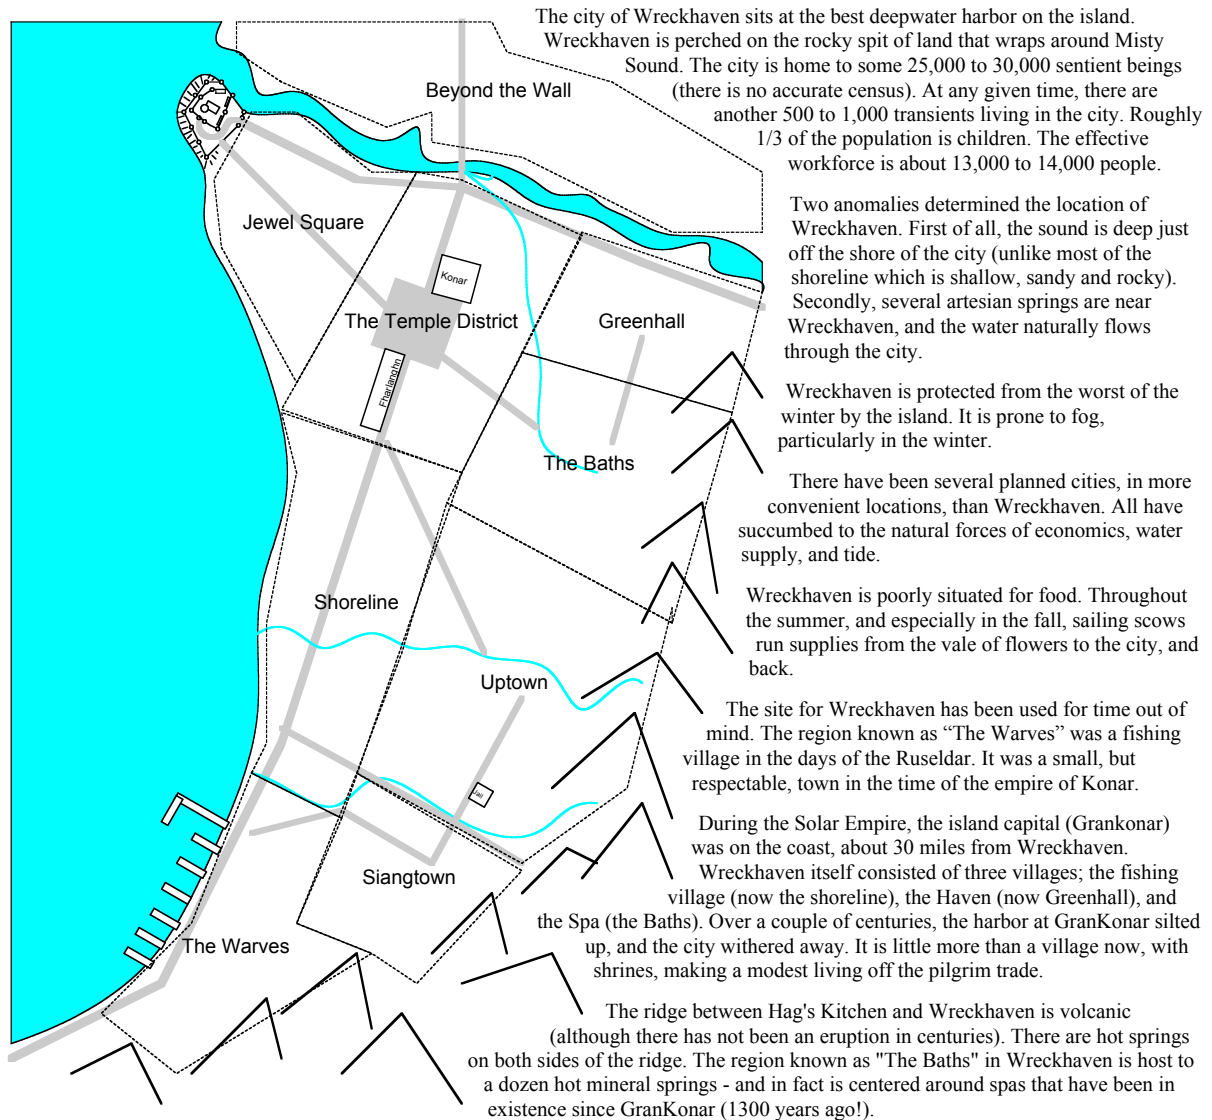 The city of Wreckhaven sits at the best deepwater harbor on the island.
Wreckhaven is perched on the rocky spit of land that wraps around Misty
Sound. The city is home to some 25,000 to 30,000 sentient beings
(there is no accurate census). At any given time, there are
another 500 to 1,000 transients living in the city. Roughly
1/3 of the population is children. The effective
workforce is about 13,000 to 14,000 people.
Two anomalies determined the location of
Wreckhaven. First of all, the sound is deep just
off the shore of the city (unlike most of the
shoreline which is shallow, sandy and rocky).
Secondly, several artesian springs are near
Wreckhaven, and the water naturally flows
through the city.
Wreckhaven is protected from the worst of the
winter by the island. It is prone to fog,
particularly in the winter.
There have been several planned cities, in more
convenient locations, than Wreckhaven. All have
succumbed to the natural forces of economics, water
supply, and tide.
Wreckhaven is poorly situated for food. Throughout
the summer, and especially in the fall, sailing scows
run supplies from the vale of flowers to the city, and
back.
The site for Wreckhaven has been used for time out of
mind. The region known as “The Warves” was a fishing
village in the days of the Ruseldar. It was a small, but
respectable, town in the time of the empire of Konar.
During the Solar Empire, the island capital (Grankonar)
was on the coast, about 30 miles from Wreckhaven.
Wreckhaven itself consisted of three villages; the fishing
village (now the shoreline), the Haven (now Greenhall), and
the Spa (the Baths). Over a couple of centuries, the harbor at GranKonar silted
up, and the city withered away. It is little more than a village now, with
shrines, making a modest living off the pilgrim trade.
The ridge between Hag's Kitchen and Wreckhaven is volcanic
(although there has not been an eruption in centuries). There are hot springs
on both sides of the ridge. The region known as "The Baths" in Wreckhaven is host to
a dozen hot mineral springs - and in fact is centered around spas that have been in
existence since GranKonar (1300 years ago!).
Beyond the Wall
Jewel Square
Konar
The Temple District
Greenhall
Fharlanghn
The Baths
Shoreline
Uptown
Jail
Siangtown
The Warves